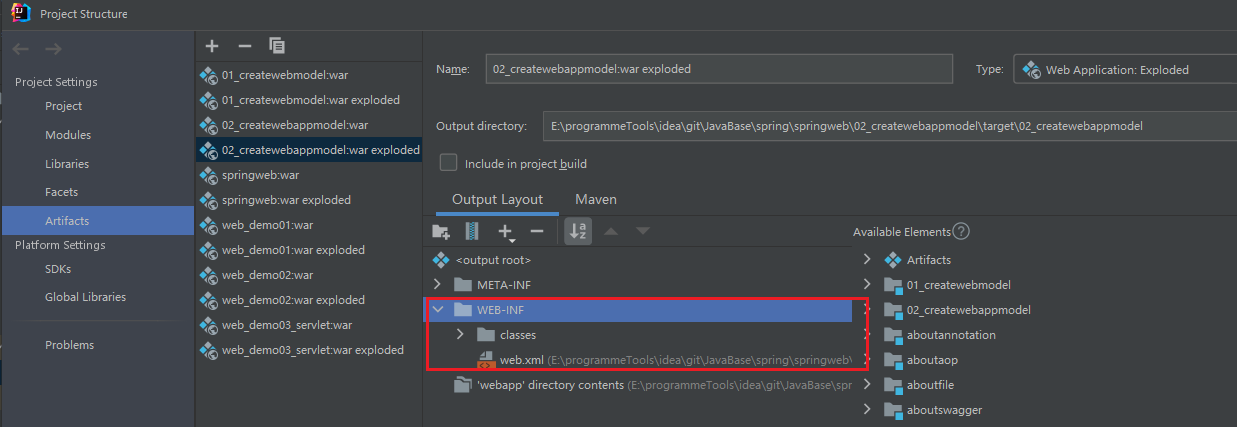 Project Structure
Project Settings
Project
Modules
Libraries
Facets
Artifacts
Platform Settings
SDKs
Global Libraries
Problems
01_createwebmodel:war
01_createwebmodel:war exploded
02_createwebappmodel:war
02_createwebappmodel:war exploded
springweb:war
springweb:war exploded
web_demo01:war
web_demo01:war exploded
web_demo02:war
web_demo02:war exploded
web_demo03_servlet:war
web_demo03_servlet:war exploded
Name: 02_createwebappmodel:war exploded
Type: Web Application: Exploded
Output directory: E:\programmeTools\idea\git\JavaBase\spring\springweb\02_createwebappmodel\target\02_createwebappmodel
Include in project build
Output Layout Maven
<output root>
META-INF
WEB-INF
classes
web.xml (E:\programmeTools\idea\git\JavaBase\spring\springweb\
'webapp' directory contents (E:\programmeTools\idea\git\JavaBase\spr
Available Elements ?
Artifacts
01_createwebmodel
02_createwebappmodel
aboutannotation
aboutaop
aboutfile
aboutswagger